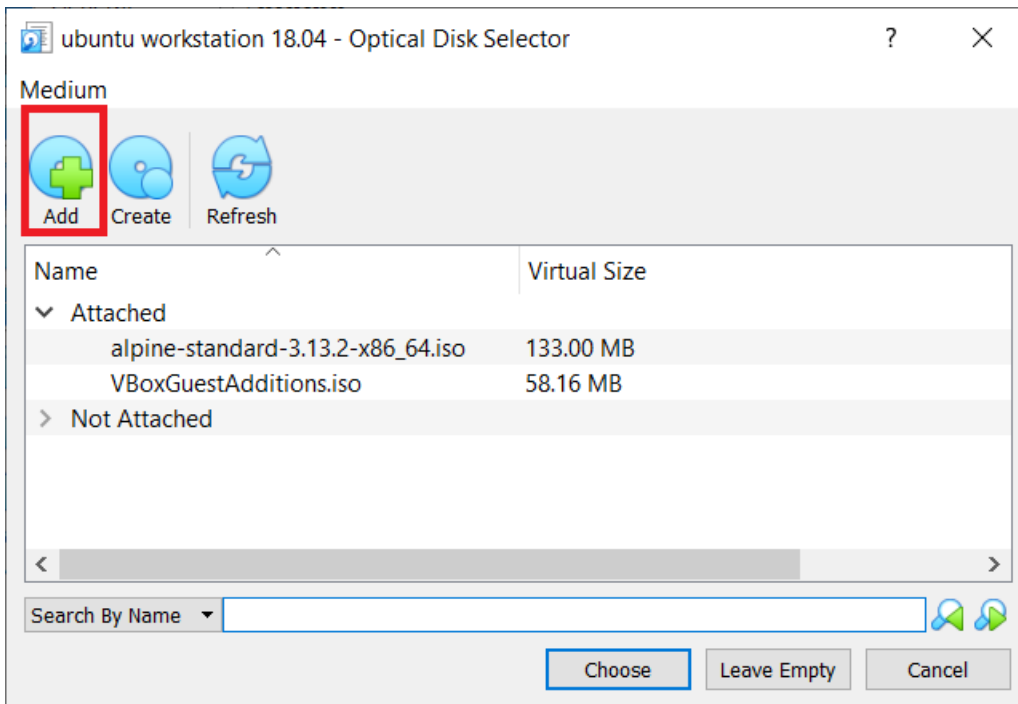 ubuntu workstation 18.04 - Optical Disk Selector ?
Medium
Add Create Refresh
Name Virtual Size
Attached
alpine-standard-3.13.2-x86_64.iso 133.00 MB
VBoxGuestAdditions.iso 58.16 MB
Not Attached
Search By Name
Choose Leave Empty Cancel